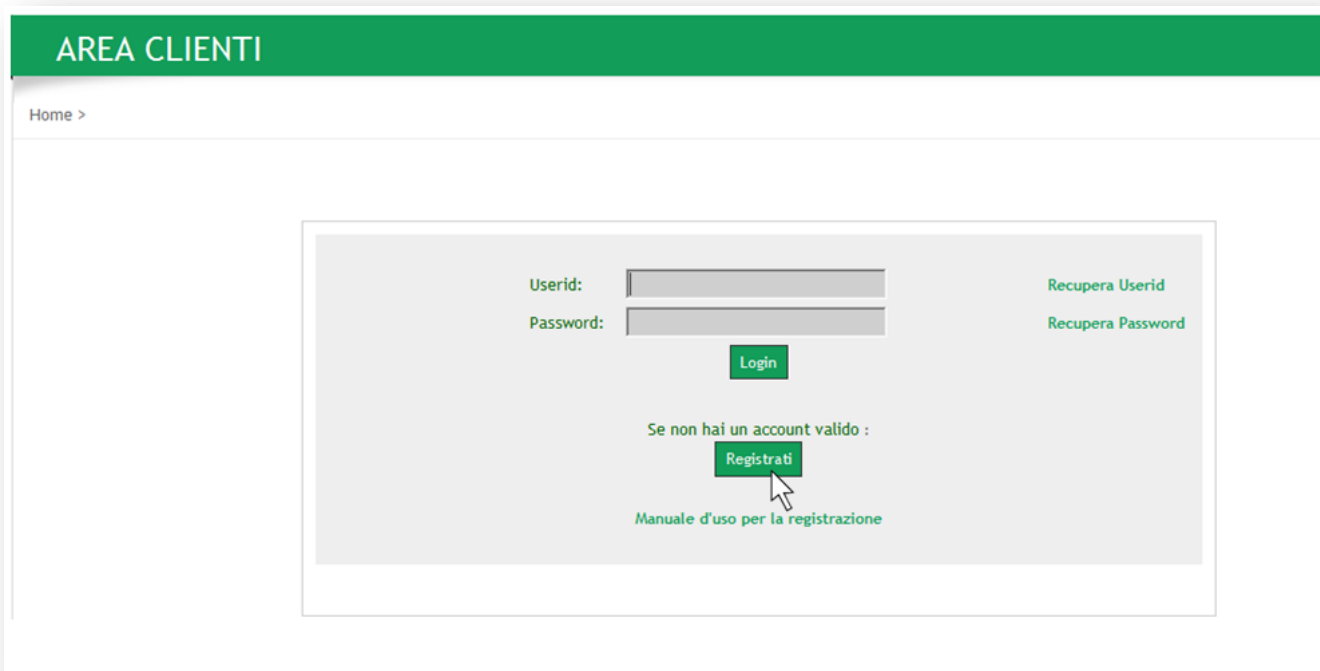 AREA CLIENTI
Home >
Userid:
Recupera Userid
Password:
Recupera Password
Login
Se non hai un account valido :
Registrati
Manuale d'uso per la registrazione